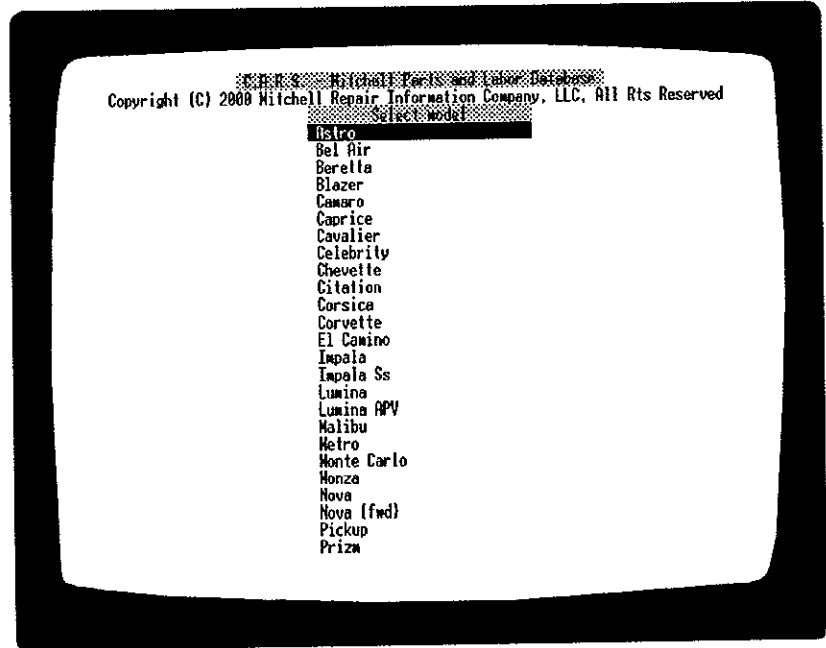 C.A.R.S. - Mitchell Parts and Labor Database
Copyright (C) 2000 Mitchell Repair Information Company, LLC, All Rts Reserved
Select model
Astro
Bel Air
Beretta
Blazer
Camaro
Caprice
Cavalier
Celebrity
Chevette
Citation
Corsica
Corvette
El Camino
Impala
Impala Ss
Lumina
Lumina APV
Malibu
Metro
Monte Carlo
Monza
Nova
Nova (fwd)
Pickup
Prizm